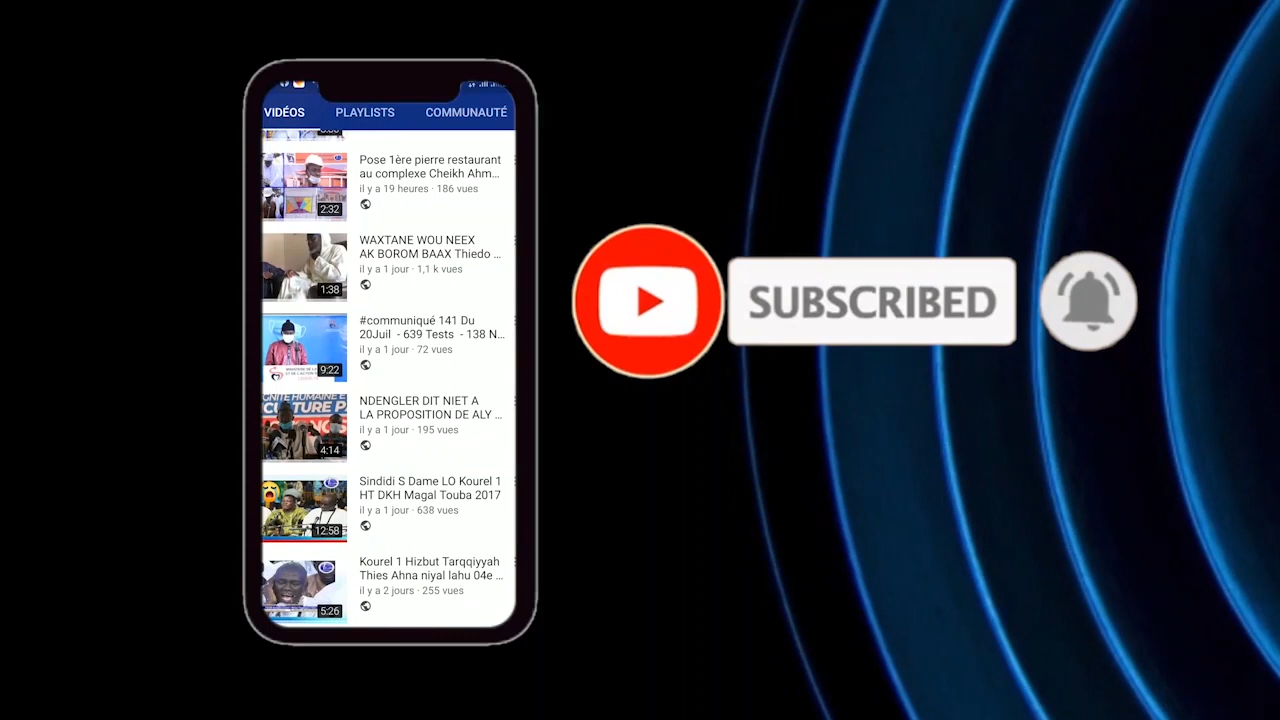 VIDÉOS PLAYLISTS COMMUNAUTÉ
Pose 1ère pierre restaurant
au complexe Cheikh Ahm...
il y a 19 heures · 186 vues
2:32
WAXTANE WOU NEEX
AK BOROM BAAX Thiedo ...
il y a 1 jour · 1,1 k vues
1:38
#communiqué 141 Du
20Juil - 639 Tests - 138 N...
il y a 1 jour · 72 vues
9:22
NDENGLER DIT NIET A
LA PROPOSITION DE ALY ...
il y a 1 jour · 195 vues
4:14
Sindidi S Dame LO Kourel 1
HT DKH Magal Touba 2017
il y a 1 jour · 638 vues
12:58
Kourel 1 Hizbut Tarqqiyyah
Thies Ahna niyal lahu 04e ...
il y a 2 jours · 255 vues
5:26
SUBSCRIBED